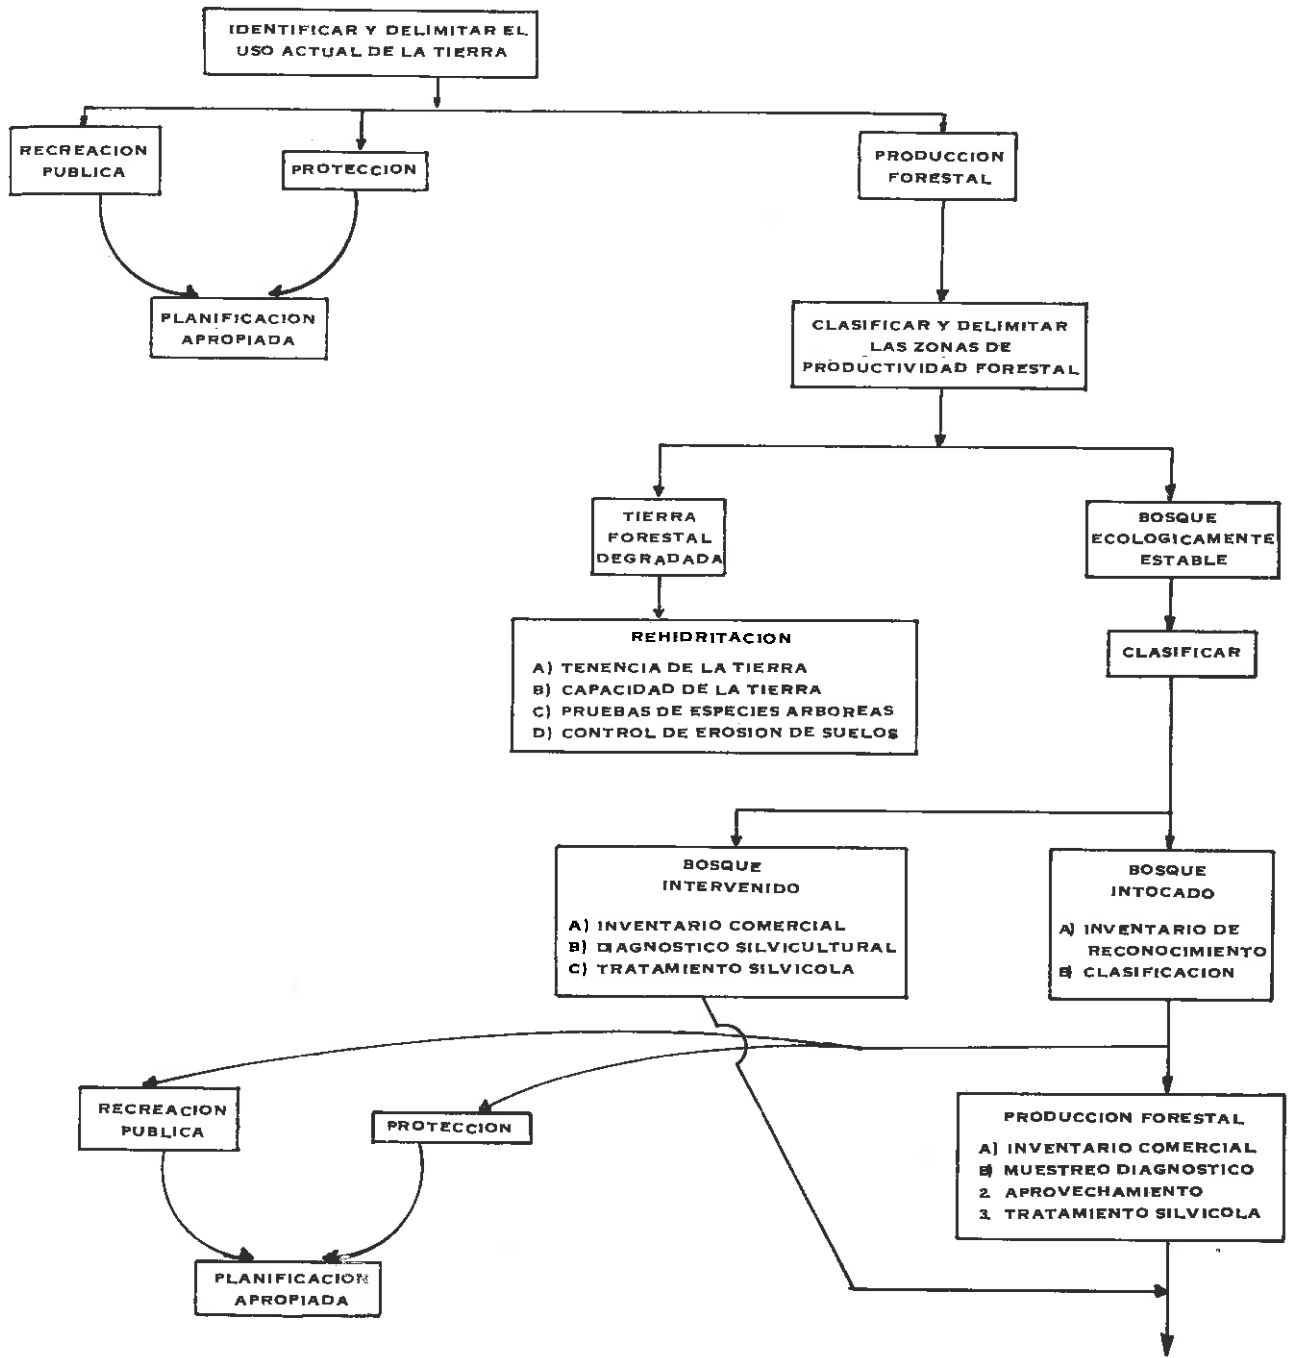 IDENTIFICAR Y DELIMITAR EL
USO ACTUAL DE LA TIERRA
RECREACION
PUBLICA
PROTECCION
PRODUCCION
FORESTAL
PLANIFICACION
APROPIADA
CLASIFICAR Y DELIMITAR
LAS ZONAS DE
PRODUCTIVIDAD FORESTAL
TIERRA
FORESTAL
DEGRADADA
BOSQUE
ECOLOGICAMENTE
ESTABLE
REHIDRITACION
A) TENENCIA DE LA TIERRA
B) CAPACIDAD DE LA TIERRA
C) PRUEBAS DE ESPECIES ARBOREAS
D) CONTROL DE EROSION DE SUELOS
CLASIFICAR
BOSQUE
INTERVENIDO
A) INVENTARIO COMERCIAL
B) DIAGNOSTICO SILVICULTURAL
C) TRATAMIENTO SILVICOLA
BOSQUE
INTOCADO
A) INVENTARIO DE
RECONOCIMIENTO
B) CLASIFICACION
RECREACION
PUBLICA
PROTECCION
PRODUCCION FORESTAL
A) INVENTARIO COMERCIAL
B) MUESTREO DIAGNOSTICO
2. APROVECHAMIENTO
3. TRATAMIENTO SILVICOLA
PLANIFICACION
APROPIADA